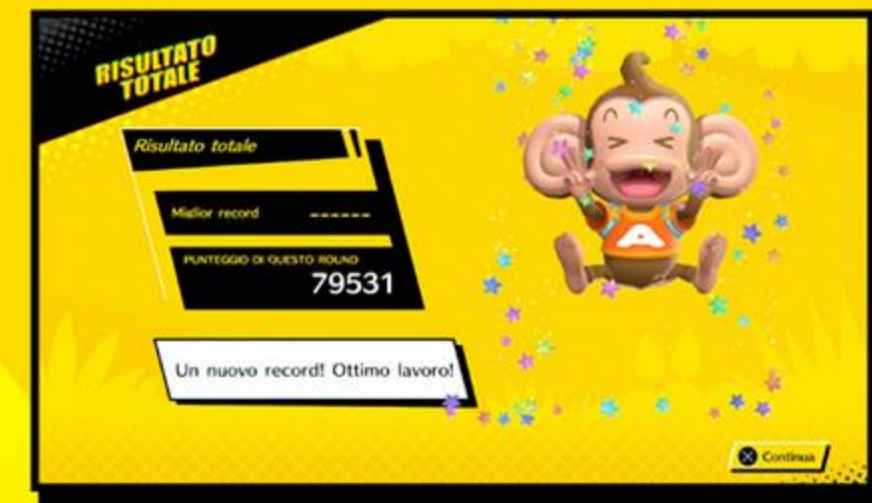 RISULTATO
TOTALE
Risultato totale
Miglior record ------
PUNTEGGIO DI QUESTO ROUND
79531
Un nuovo record! Ottimo lavoro!
A
Continua